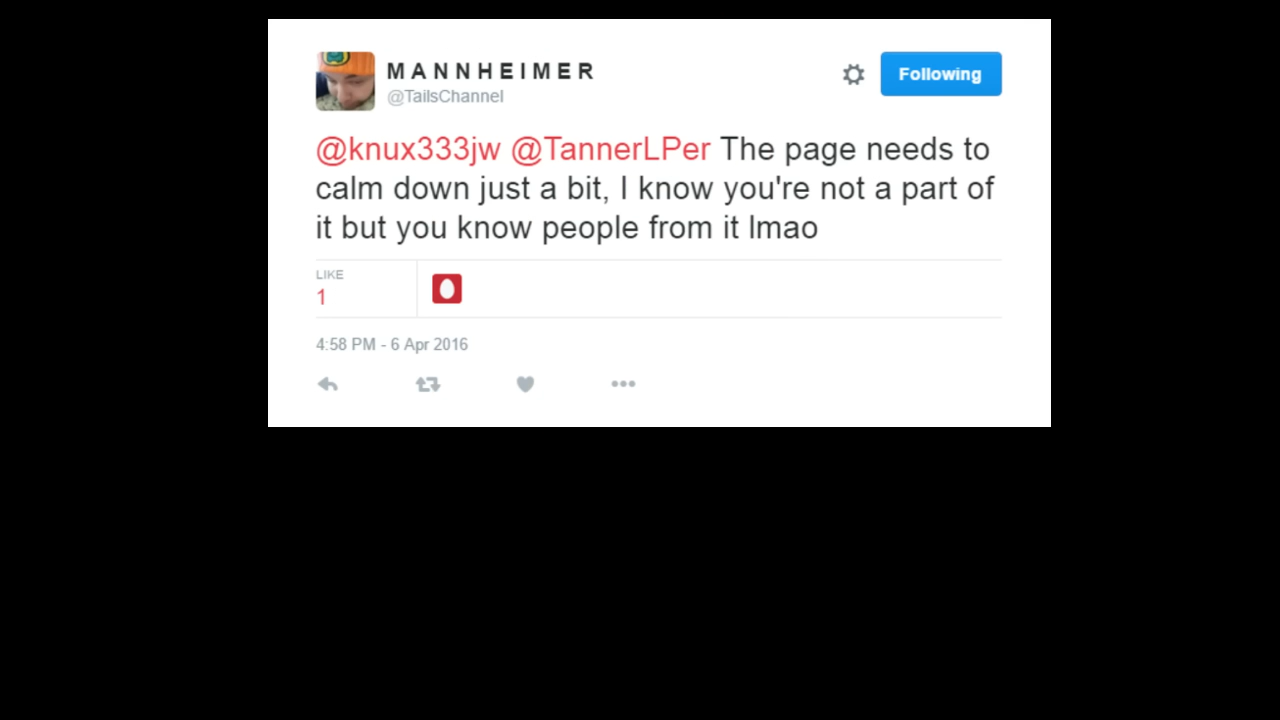 M A N N H E I M E R
@TailsChannel
Following
@knux333jw @TannerLPer The page needs to
calm down just a bit, I know you're not a part of
it but you know people from it lmao
LIKE
1
4:58 PM - 6 Apr 2016